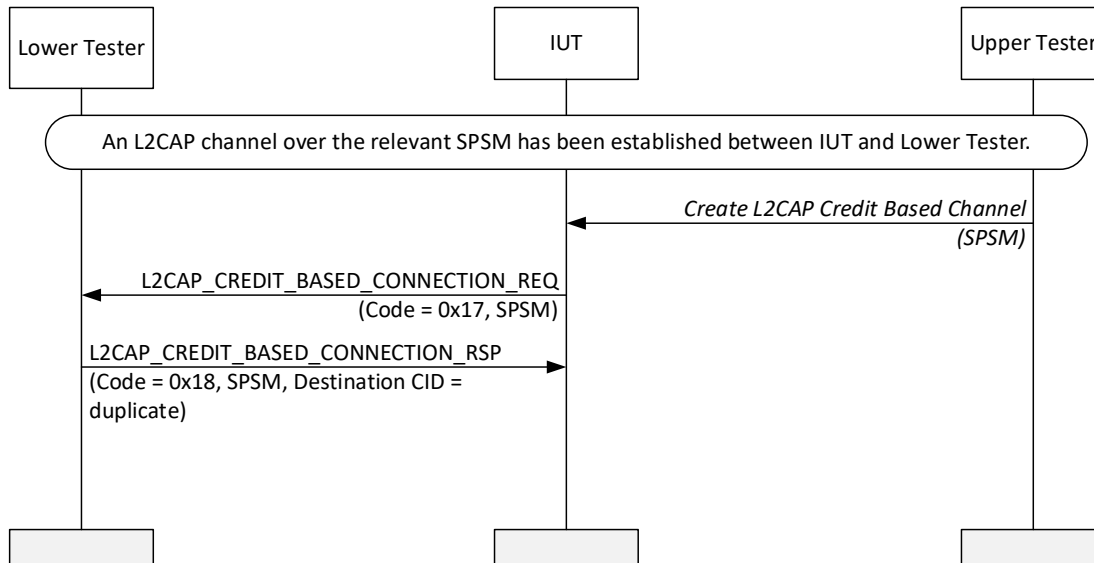 Lower Tester
IUT
Upper Tester
An L2CAP channel over the relevant SPSM has been established between IUT and Lower Tester.
Create L2CAP Credit Based Channel
(SPSM)
L2CAP_CREDIT_BASED_CONNECTION_REQ
(Code = 0x17, SPSM)
L2CAP_CREDIT_BASED_CONNECTION_RSP
(Code = 0x18, SPSM, Destination CID =
duplicate)